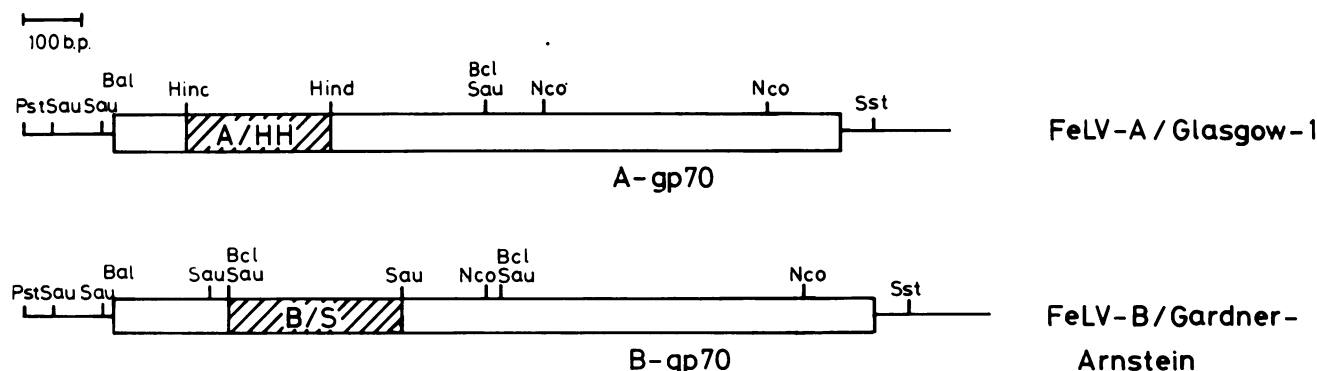 100 b.p.
Bal Hinc Hind Bcl Nco Nco Sst
Pst Sau Sau Sau
A/HH
FeLV-A/Glasgow-1
A-gp70
Bal Bcl Bcl
Pst Sau Sau Sau Sau Sau Nco Sau Nco Sst
B/S
FeLV-B/Gardner-
B-gp70
Arnstein